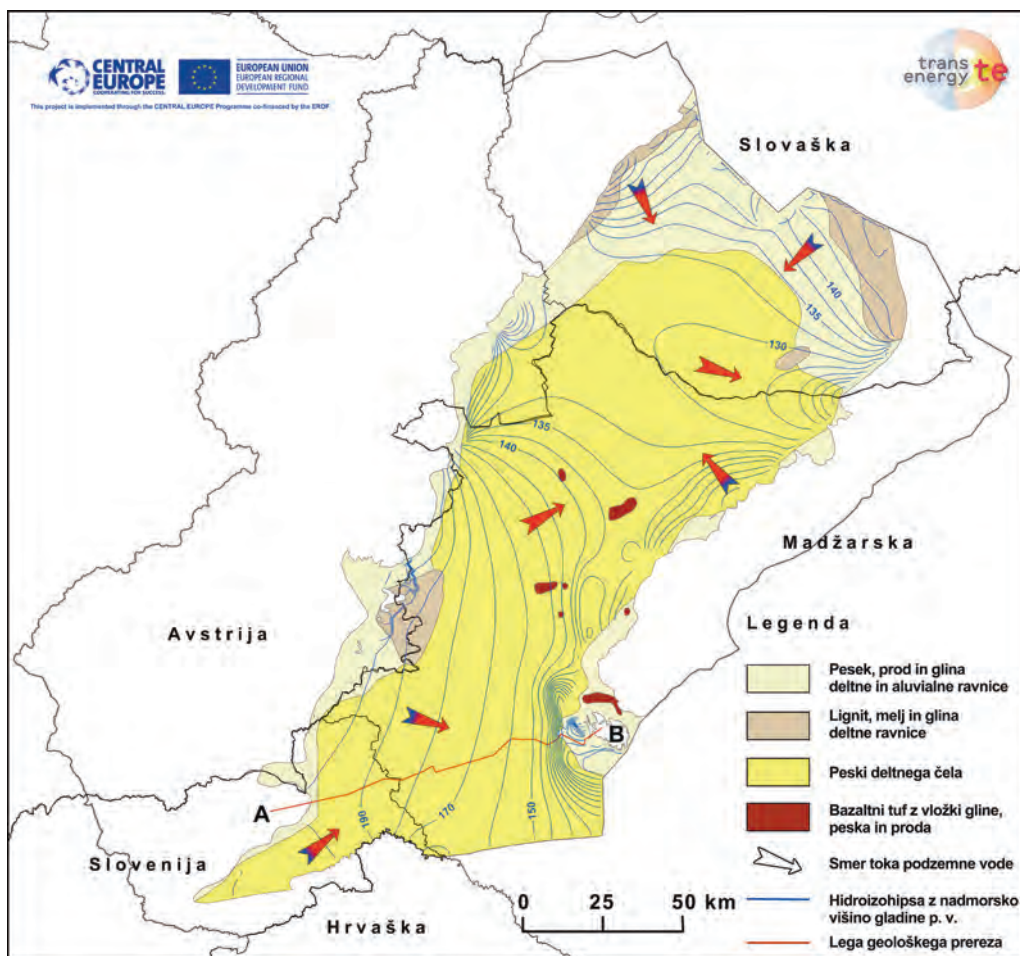 CENTRAL
EUROPE
COOPERATING FOR SUCCESS.
EUROPEAN UNION
EUROPEAN REGIONAL
DEVELOPMENT FUND
This project is implemented through the CENTRAL EUROPE Programme co-financed by the ERDF
trans
energy te
Slovaška
140
135
130
135
140
Madžarska
Avstrija
Legenda
Pesek, prod in glina
deltne in aluvialne ravnice
Lignit, melj in glina
deltne ravnice
B
Peski deltnega čela
A
190
170
150
Bazaltni tuf z vložki gline,
peska in proda
Slovenija
Smer toka podzemne vode
0 25 50 km
Hidroizohipsa z nadmorsko
višino gladine p. v.
Hrvaška
Lega geološkega prereza